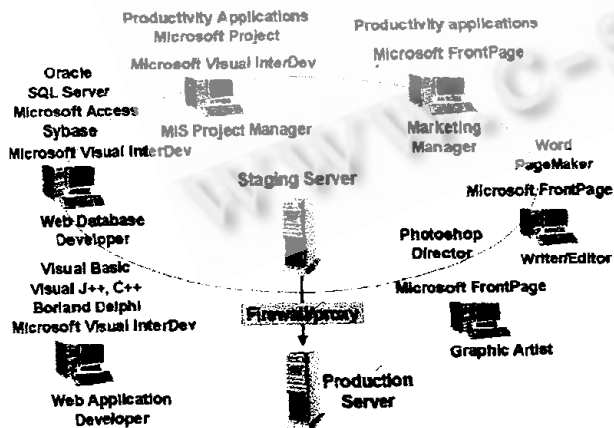 Productivity Applications
Microsoft Project
Microsoft Visual InterDev
MIS Project Manager
Productivity applications
Microsoft FrontPage
Marketing
Manager
Oracle
SQL Server
Microsoft Access
Sybase
Microsoft Visual InterDev
Web Database
Developer
Staging Server
Word
PageMaker
Microsoft FrontPage
Writer/Editor
Photoshop
Director
Microsoft FrontPage
Graphic Artist
Visual Basic
Visual J++, C++
Borland Delphi
Microsoft Visual InterDev
Web Application
Developer
Firewall/proxy
Production
Server
www.c-s